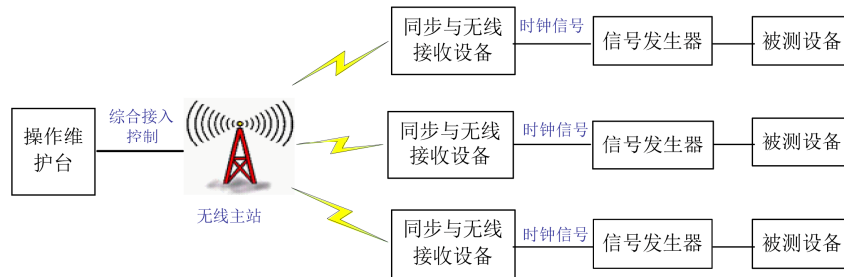 同步与无线
接收设备
时钟信号
信号发生器
被测设备
操作维
护台
综合接入
控制
无线主站
同步与无线
接收设备
时钟信号
信号发生器
被测设备
同步与无线
接收设备
时钟信号
信号发生器
被测设备